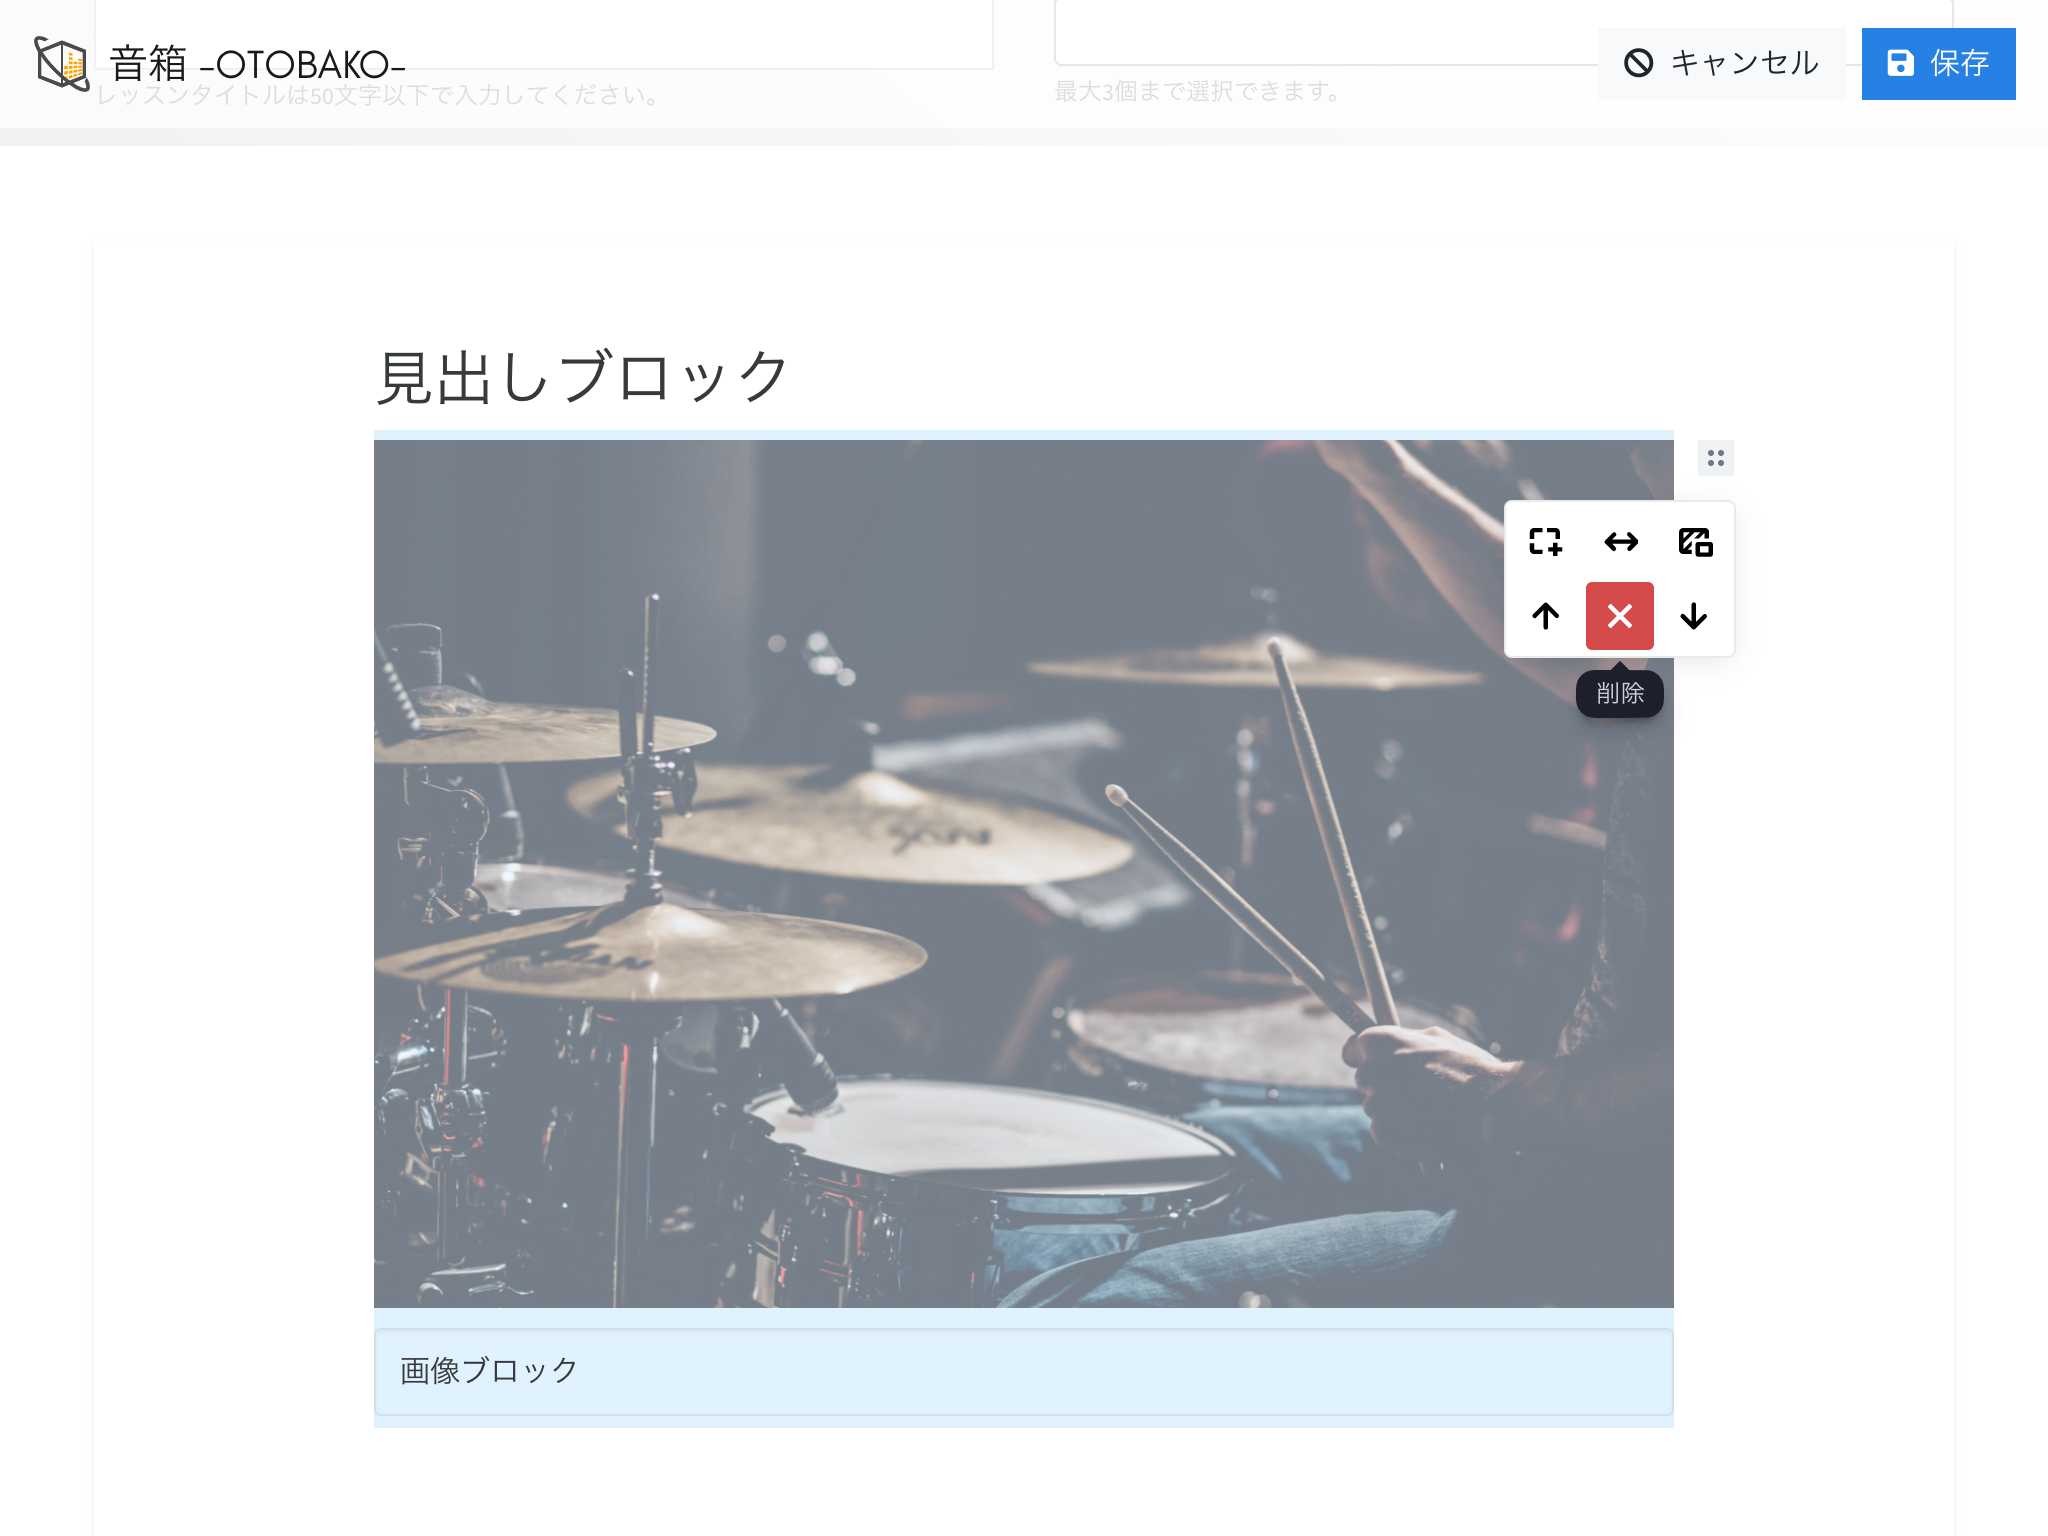 音箱 -OTOBAKO-
キャンセル
保存
レッスンタイトルは50文字以下で入力してください。
最大3個まで選択できます。
見出しブロック
削除
画像ブロック